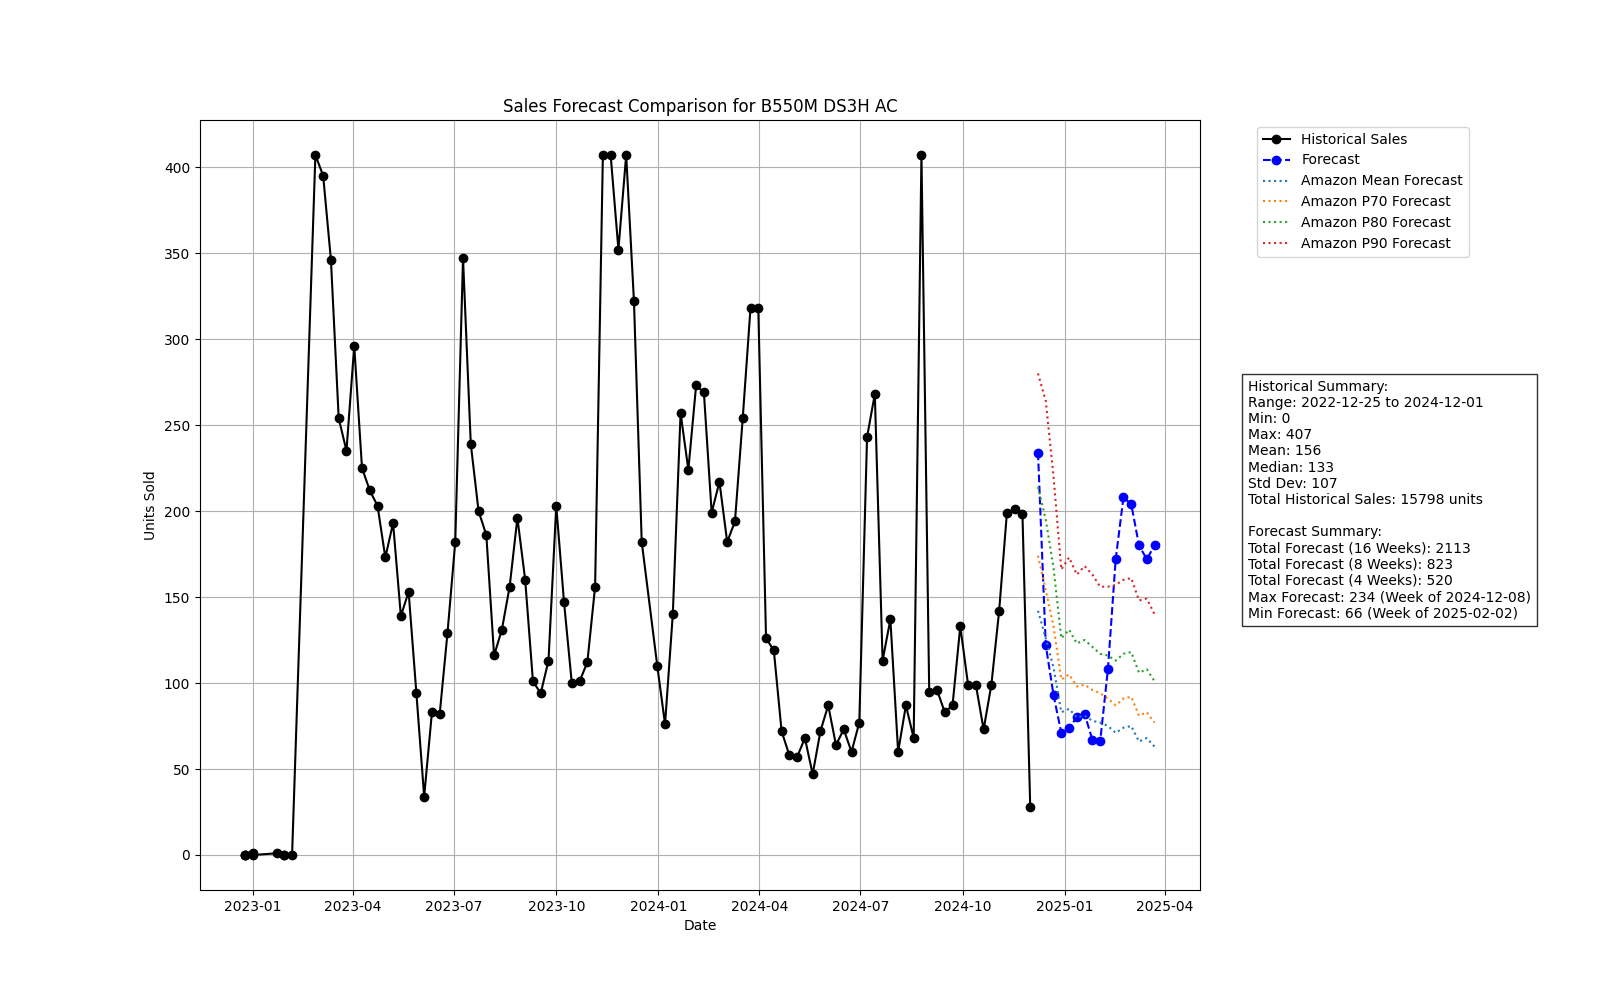 Sales Forecast Comparison for B550M DS3H AC
Historical Sales
Forecast
Amazon Mean Forecast
Amazon P70 Forecast
Amazon P80 Forecast
Amazon P90 Forecast
400
350
300
250
200
150
100
50
0
Units Sold
2023-01
2023-04
2023-07
2023-10
2024-01
2024-04
2024-07
2024-10
2025-01
2025-04
Date
Historical Summary:
Range: 2022-12-25 to 2024-12-01
Min: 0
Max: 407
Mean: 156
Median: 133
Std Dev: 107
Total Historical Sales: 15798 units
Forecast Summary:
Total Forecast (16 Weeks): 2113
Total Forecast (8 Weeks): 823
Total Forecast (4 Weeks): 520
Max Forecast: 234 (Week of 2024-12-08)
Min Forecast: 66 (Week of 2025-02-02)